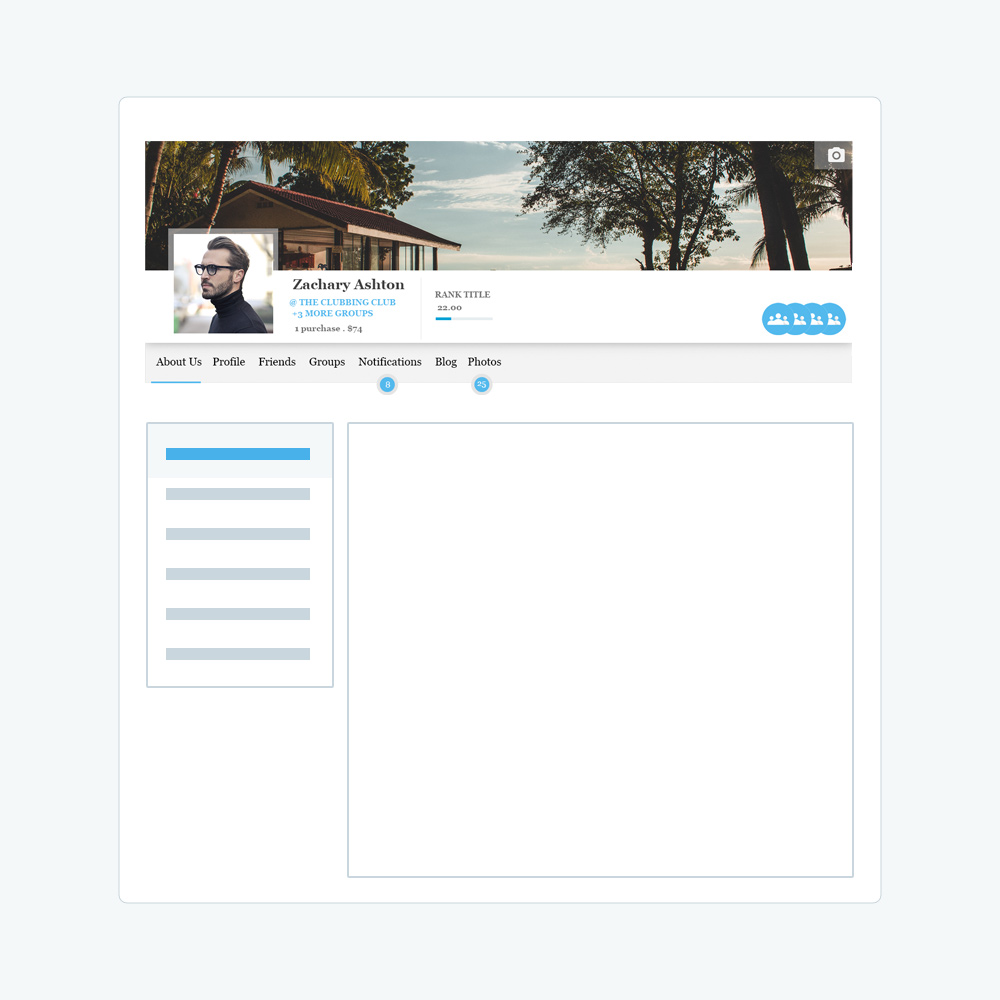 Zachary Ashton
@ THE CLUBBING CLUB
+3 MORE GROUPS
1 purchase . $74
RANK TITLE
22.00
About Us Profile Friends Groups Notifications Blog Photos
8 25